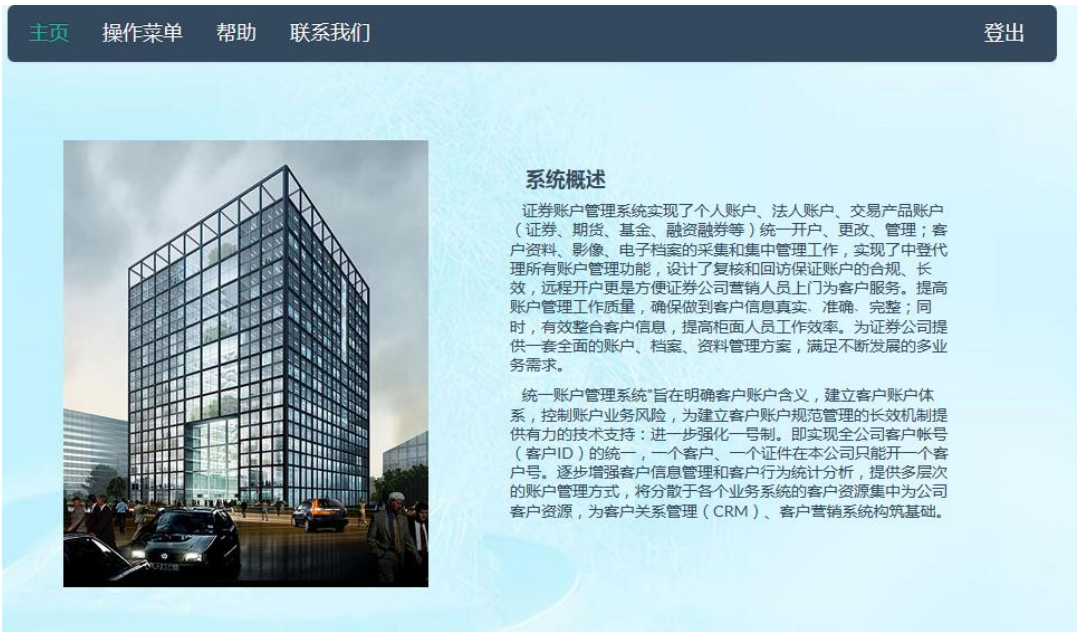 主页 操作菜单 帮助 联系我们 登出
系统概述
证券账户管理系统实现了个人账户、法人账户、交易产品账户
（证券、期货、基金、融资融券等）统一开户、更改、管理；客
户资料、影像、电子档案的采集和集中管理工作，实现了中登代
理所有账户管理功能，设计了复核和回访保证账户的合规、长
效，远程开户更是方便证券公司营销人员上门为客户服务。提高
账户管理工作质量，确保做到客户信息真实、准确、完整；同
时，有效整合客户信息，提高柜面人员工作效率。为证券公司提
供一套全面的账户、档案、资料管理方案，满足不断发展的多业
务需求。
统一账户管理系统"旨在明确客户账户含义，建立客户账户体
系，控制账户业务风险，为建立客户账户规范管理的长效机制提
供有力的技术支持：进一步强化一号制。即实现全公司客户帐号
（客户ID）的统一，一个客户、一个证件在本公司只能开一个客
户号。逐步增强客户信息管理和客户行为统计分析，提供多层次
的账户管理方式，将分散于各个业务系统的客户资源集中为公司
客户资源，为客户关系管理（CRM）、客户营销系统构筑基础。